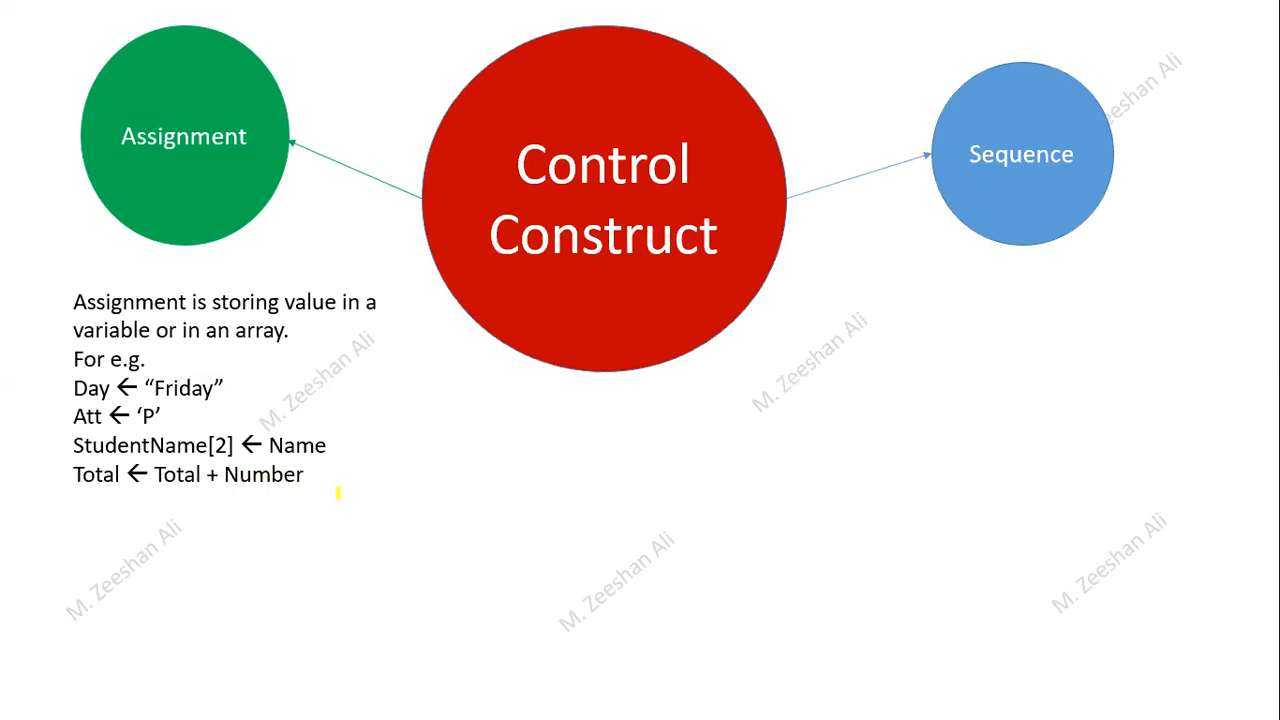 Assignment
Control
Construct
Sequence
Assignment is storing value in a
variable or in an array.
For e.g.
Day ← “Friday”
Att ← ‘P’
StudentName[2] ← Name
Total ← Total + Number
M. Zeeshan Ali
M. Zeeshan Ali
M. Zeeshan Ali
M. Zeeshan Ali
M. Zeeshan Ali
eeshan Ali